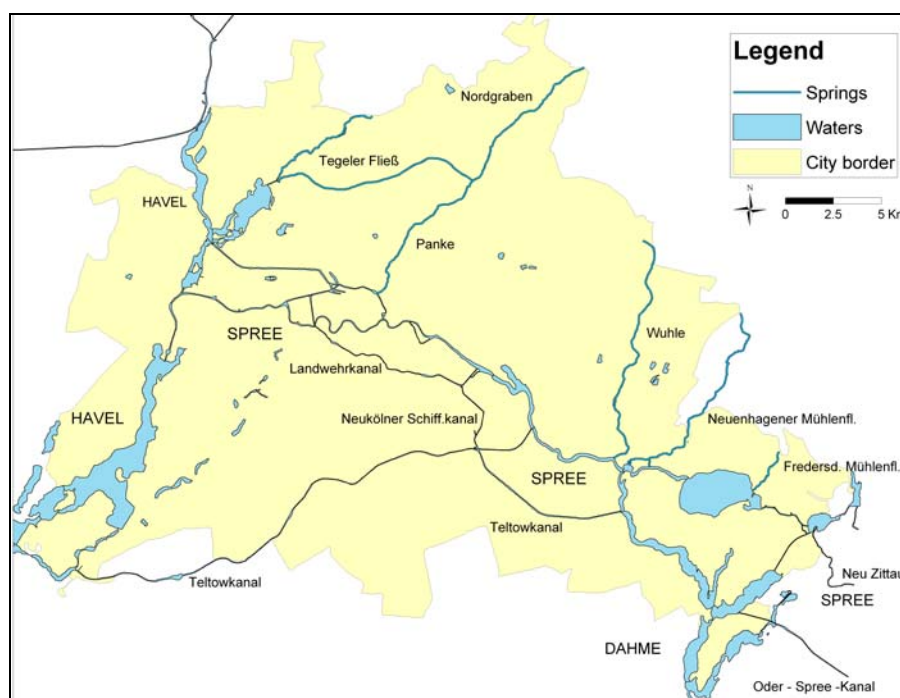 Legend
Springs
Waters
City border
N
0 2.5 5 Km
Nordgraben
Tegeler Fließ
HAVEL
Panke
SPREE
Wuhle
Landwehrkanal
HAVEL
Neukölner Schiff.kanal
Neuenhagener Mühlenfl.
Fredersd. Mühlenfl.
SPREE
Teltowkanal
Teltowkanal
Neu Zittau
SPREE
DAHME
Oder - Spree -Kanal